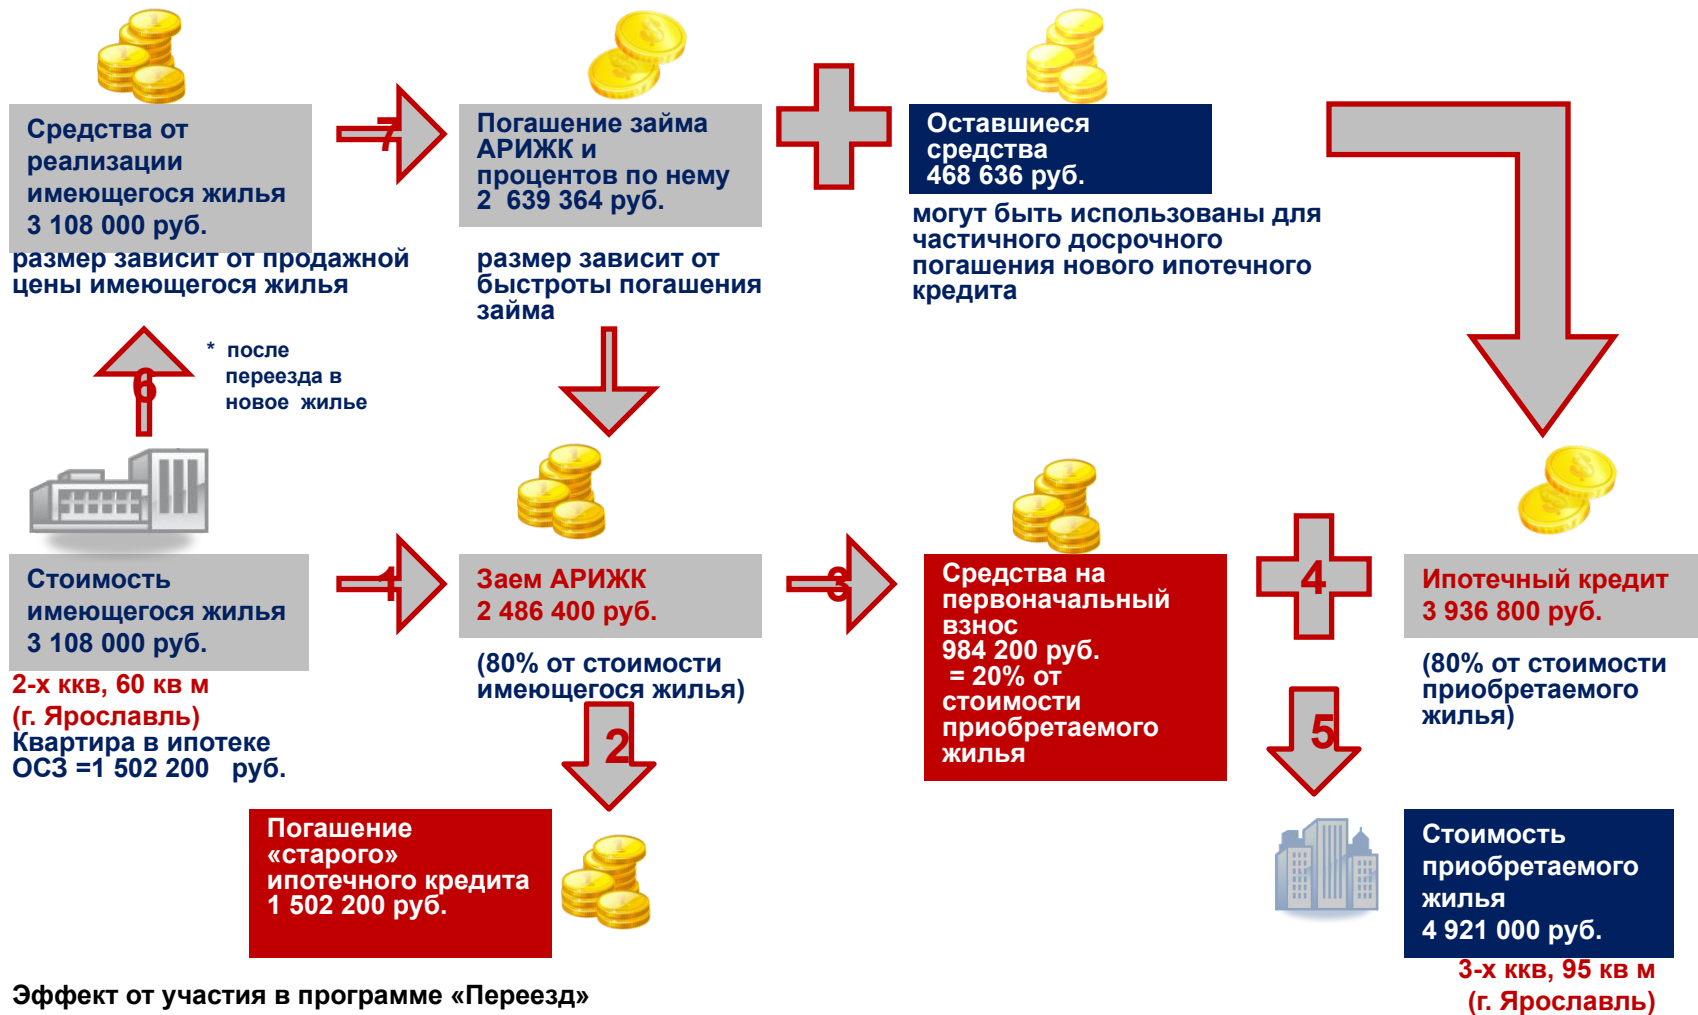 Средства от
реализации
имеющегося жилья
3 108 000 руб.
размер зависит от продажной
цены имеющегося жилья
7
Погашение займа
АРИЖК и
процентов по нему
2 639 364 руб.
размер зависит от
быстроты погашения
займа
Оставшиеся
средства
468 636 руб.
могут быть использованы для
частичного досрочного
погашения нового ипотечного
кредита
6
* после
переезда в
новое жилье
Стоимость
имеющегося жилья
3 108 000 руб.
2-х ккв, 60 кв м
(г. Ярославль)
Квартира в ипотеке
ОСЗ =1 502 200 руб.
1
Заем АРИЖК
2 486 400 руб.
(80% от стоимости
имеющегося жилья)
2
Погашение
«старого»
ипотечного кредита
1 502 200 руб.
3
Средства на
первоначальный
взнос
984 200 руб.
= 20% от
стоимости
приобретаемого
жилья
4
Ипотечный кредит
3 936 800 руб.
(80% от стоимости
приобретаемого
жилья)
5
Стоимость
приобретаемого
жилья
4 921 000 руб.
3-х ккв, 95 кв м
(г. Ярославль)
Эффект от участия в программе «Переезд»